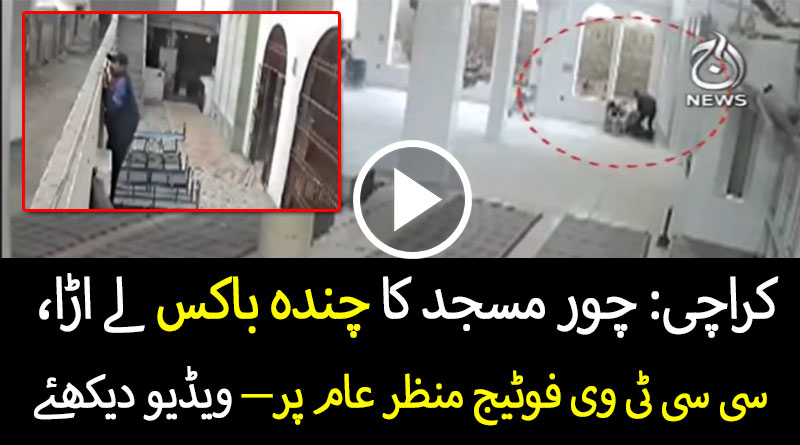 آج
NEWS
کراچی: چور مسجد کا چندہ باکس لے اڑا،
سی سی ٹی وی فوٹیج منظر عام پر— ویڈیو دیکھئے